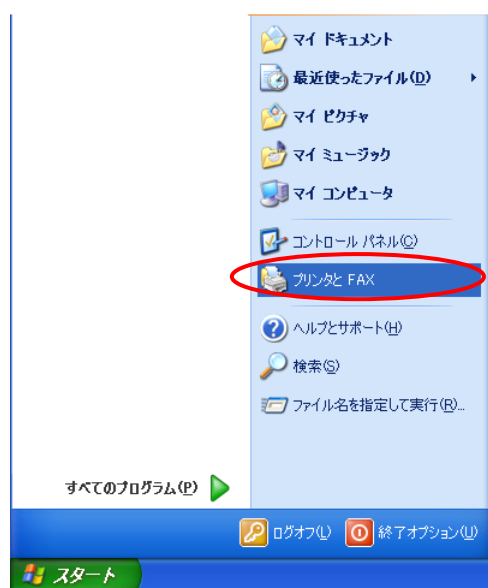 マイ ドキュメント
最近使ったファイル(D)
マイ ピクチャ
マイ ミュージック
マイ コンピュータ
コントロール パネル(C)
プリンタと FAX
ヘルプとサポート(H)
検索(S)
ファイル名を指定して実行(R)...
すべてのプログラム(P)
ログオフ(L) 終了オプション(U)
スタート